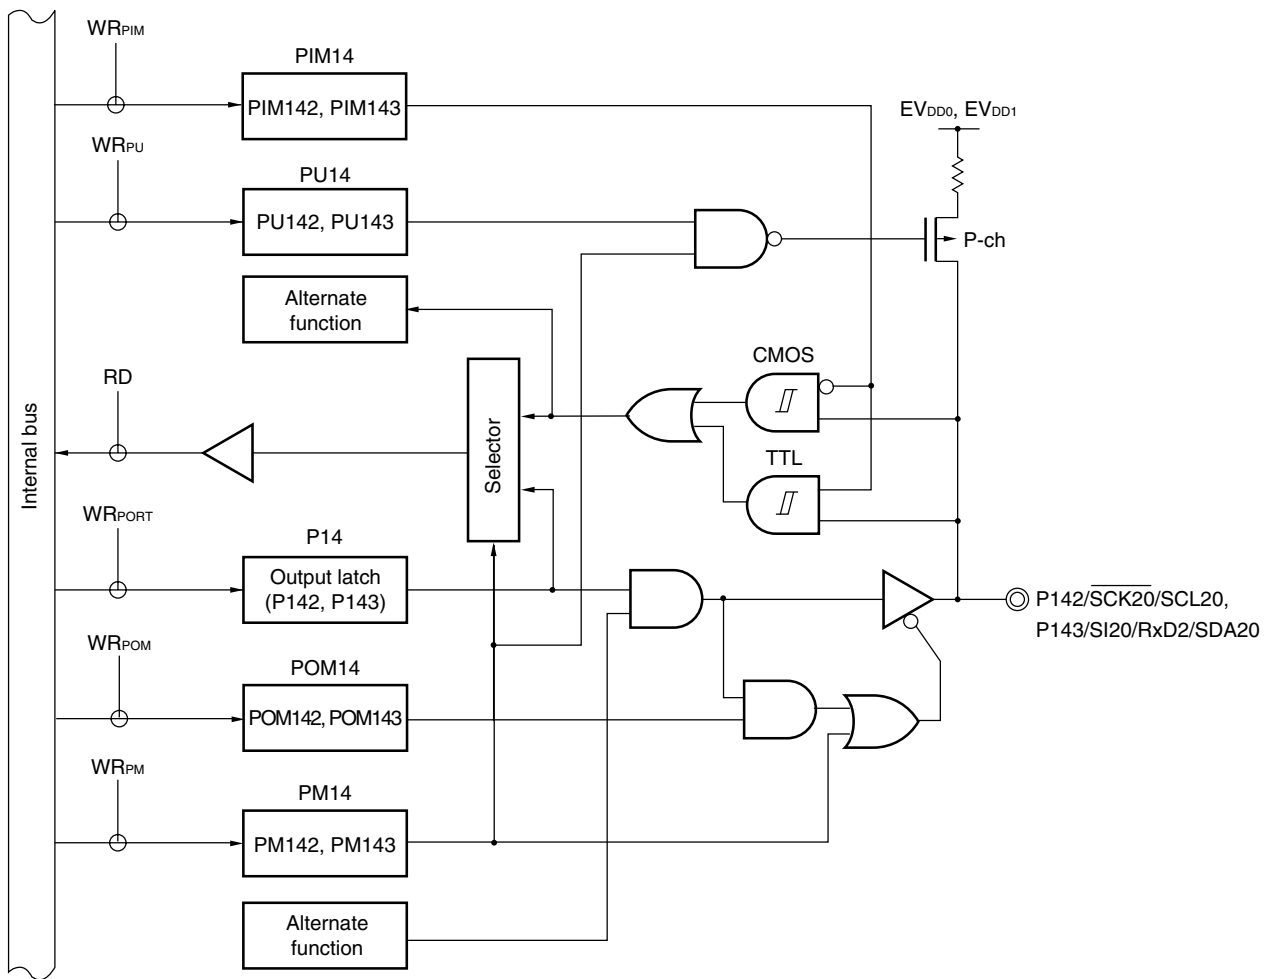 WRPIM
PIM14
PIM142, PIM143
EVDD0, EVDD1
WRPU
PU14
PU142, PU143
P-ch
Alternate
function
CMOS
RD
Internal bus
Selector
TTL
WRPORT
P14
Output latch
(P142, P143)
P142/SCK20/SCL20,
P143/SI20/RxD2/SDA20
WRPOM
POM14
POM142, POM143
WRPM
PM14
PM142, PM143
Alternate
function